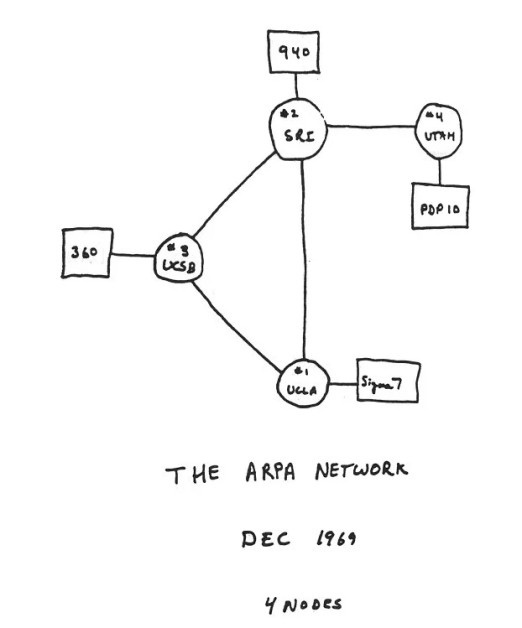 940
#2
SRI
#4
UTAH
PDP 10
360
#3
UCSB
#1
UCLA
Sigma 7
THE ARPA NETWORK
DEC 1969
4 NODES